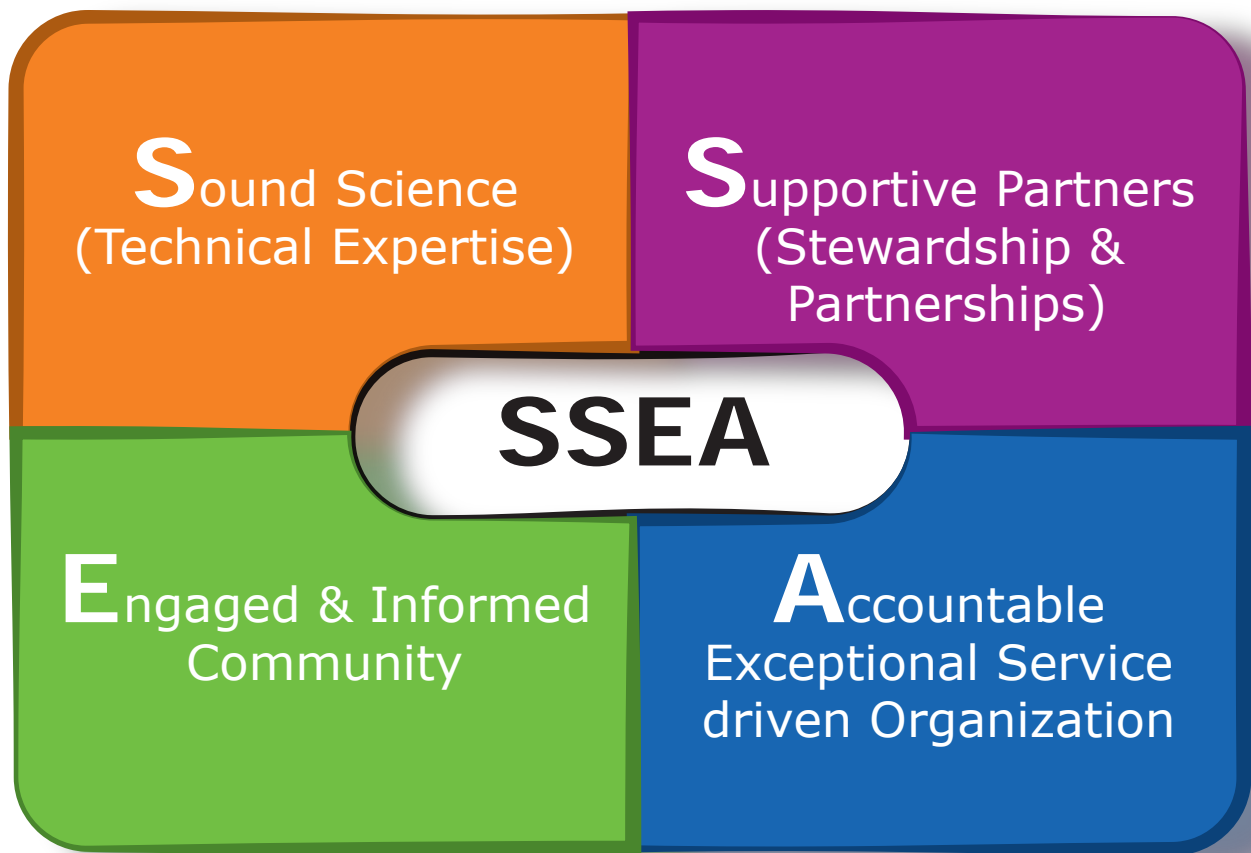 Sound Science
(Technical Expertise)
Supportive Partners
(Stewardship &
Partnerships)
SSEA
Engaged & Informed
Community
Accountable
Exceptional Service
driven Organization